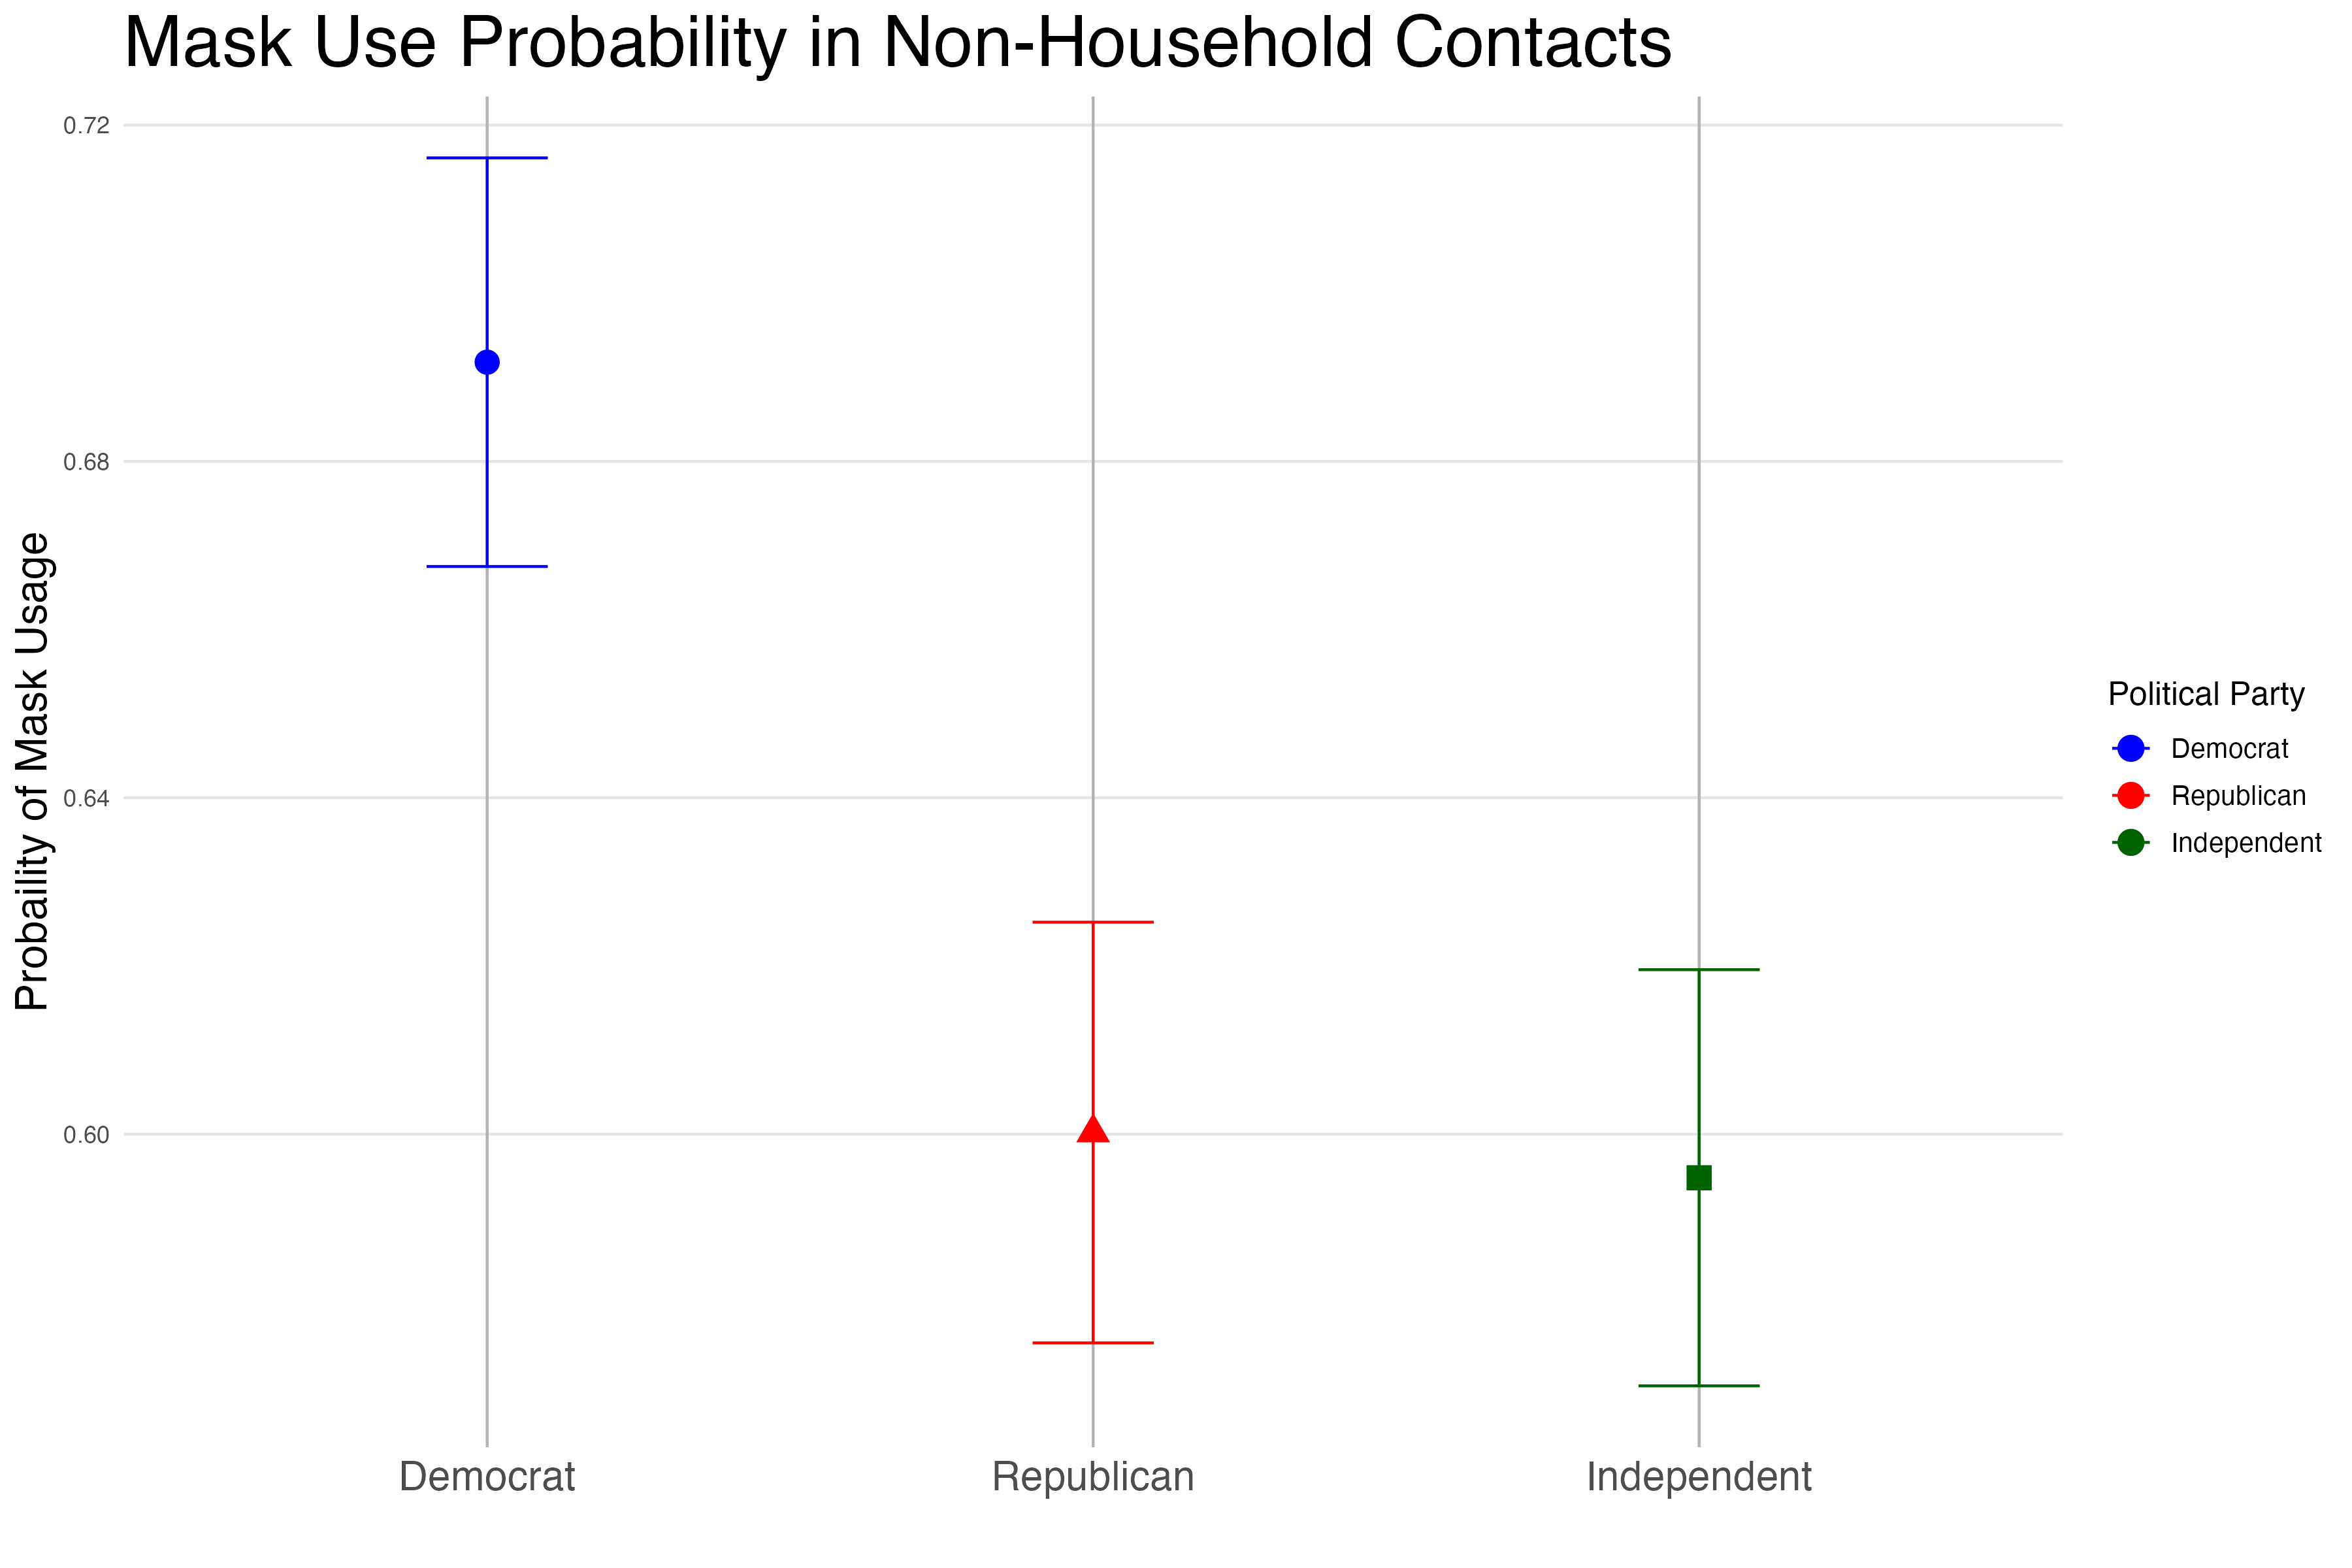 Mask Use Probability in Non-Household Contacts
Probability of Mask Usage
0.72
0.68
0.64
0.60
Democrat
Republican
Independent
Political Party
Democrat
Republican
Independent